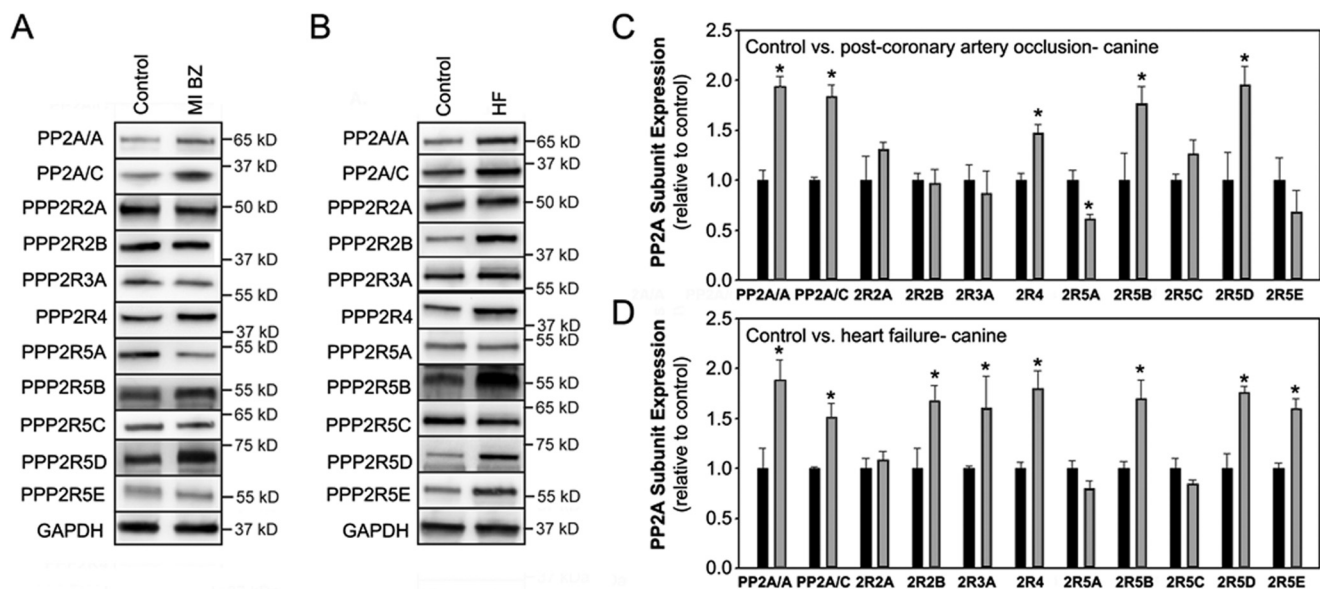 A
Control
MI BZ
PP2A/A
65 kD
PP2A/C
37 kD
PPP2R2A
50 kD
PPP2R2B
37 kD
PPP2R3A
55 kD
PPP2R4
37 kD
PPP2R5A
55 kD
PPP2R5B
55 kD
PPP2R5C
65 kD
75 kD
PPP2R5D
PPP2R5E
55 kD
GAPDH
37 kD
B
Control
HF
PP2A/A
65 kD
37 kD
PP2A/C
PPP2R2A
50 kD
PPP2R2B
37 kD
PPP2R3A
55 kD
PPP2R4
37 kD
55 kD
PPP2R5A
PPP2R5B
55 kD
65 kD
PPP2R5C
75 kD
PPP2R5D
PPP2R5E
55 kD
GAPDH
37 kD
C
Control vs. post-coronary artery occlusion- canine
PP2A Subunit Expression
(relative to control)
2.5
2.0
1.5
1.0
0.5
0.0
* * * * * *
PP2A/A PP2A/C 2R2A 2R2B 2R3A 2R4 2R5A 2R5B 2R5C 2R5D 2R5E
D
Control vs. heart failure- canine
PP2A Subunit Expression
(relative to control)
2.5
2.0
1.5
1.0
0.5
0.0
* * * * * * * *
PP2A/A PP2A/C 2R2A 2R2B 2R3A 2R4 2R5A 2R5B 2R5C 2R5D 2R5E